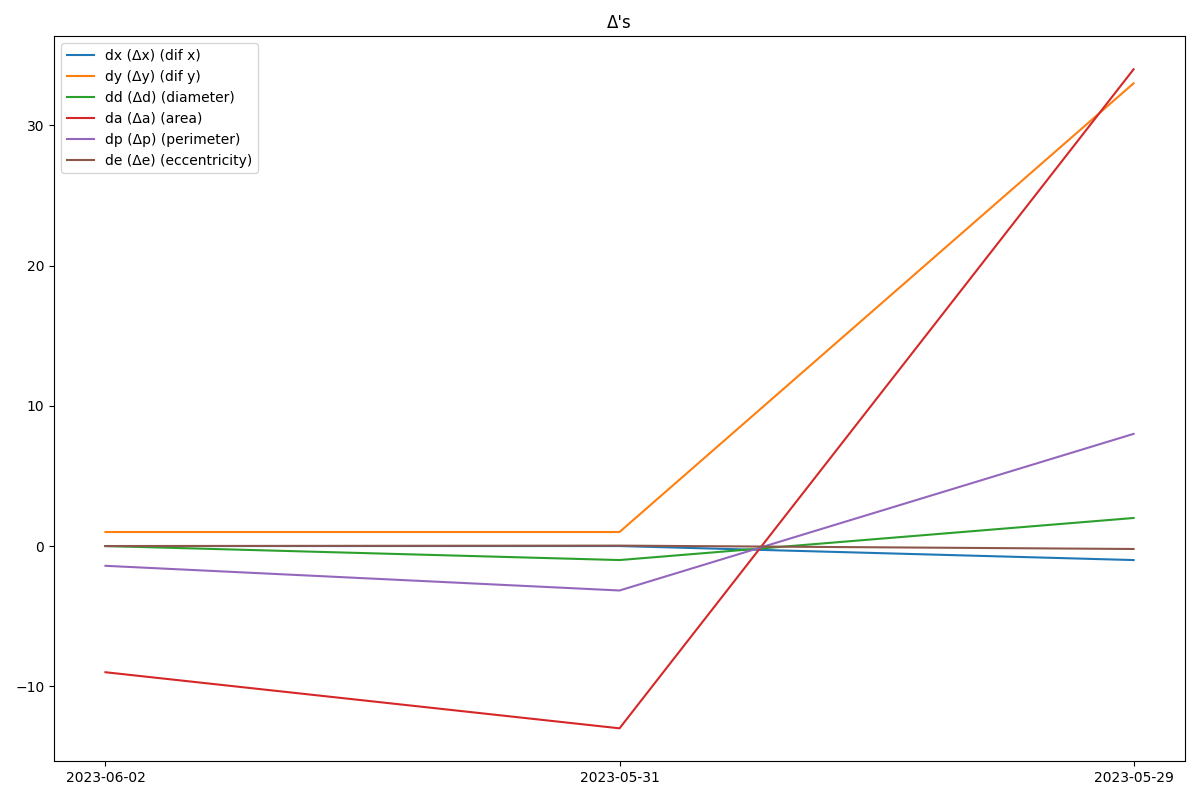 Δ's
dx (Δx) (dif x)
dy (Δy) (dif y)
dd (Δd) (diameter)
da (Δa) (area)
dp (Δp) (perimeter)
de (Δe) (eccentricity)
30
20
10
0
−10
2023-06-02
2023-05-31
2023-05-29